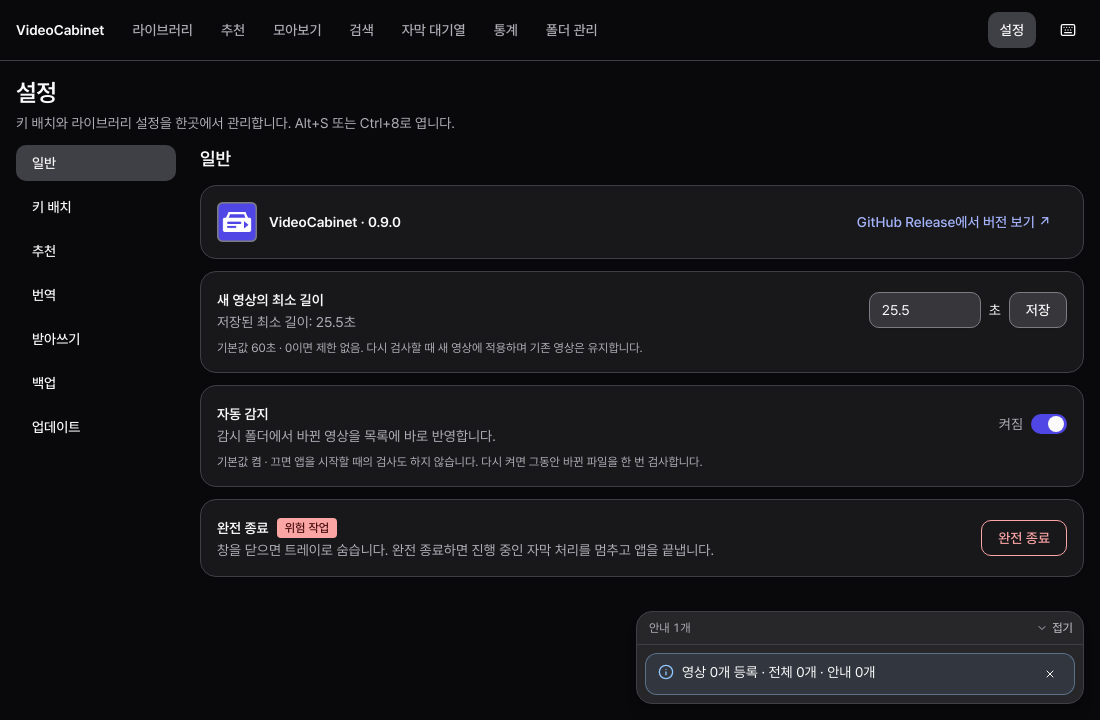 VideoCabinet 라이브러리 추천 모아보기 검색 자막 대기열 통계 폴더 관리 설정
설정
키 배치와 라이브러리 설정을 한곳에서 관리합니다. Alt+S 또는 Ctrl+8로 엽니다.
일반
키 배치
추천
번역
받아쓰기
백업
업데이트
일반
VideoCabinet · 0.9.0
GitHub Release에서 버전 보기 ↗
새 영상의 최소 길이
저장된 최소 길이: 25.5초
기본값 60초 · 0이면 제한 없음. 다시 검사할 때 새 영상에 적용하며 기존 영상은 유지합니다.
25.5 초 저장
자동 감지
감시 폴더에서 바뀐 영상을 목록에 바로 반영합니다.
기본값 켬 · 끄면 앱을 시작할 때의 검사도 하지 않습니다. 다시 켜면 그동안 바뀐 파일을 한 번 검사합니다.
켜짐
완전 종료 위험 작업
창을 닫으면 트레이로 숨습니다. 완전 종료하면 진행 중인 자막 처리를 멈추고 앱을 끝냅니다.
완전 종료
안내 1개 접기
영상 0개 등록 · 전체 0개 · 안내 0개